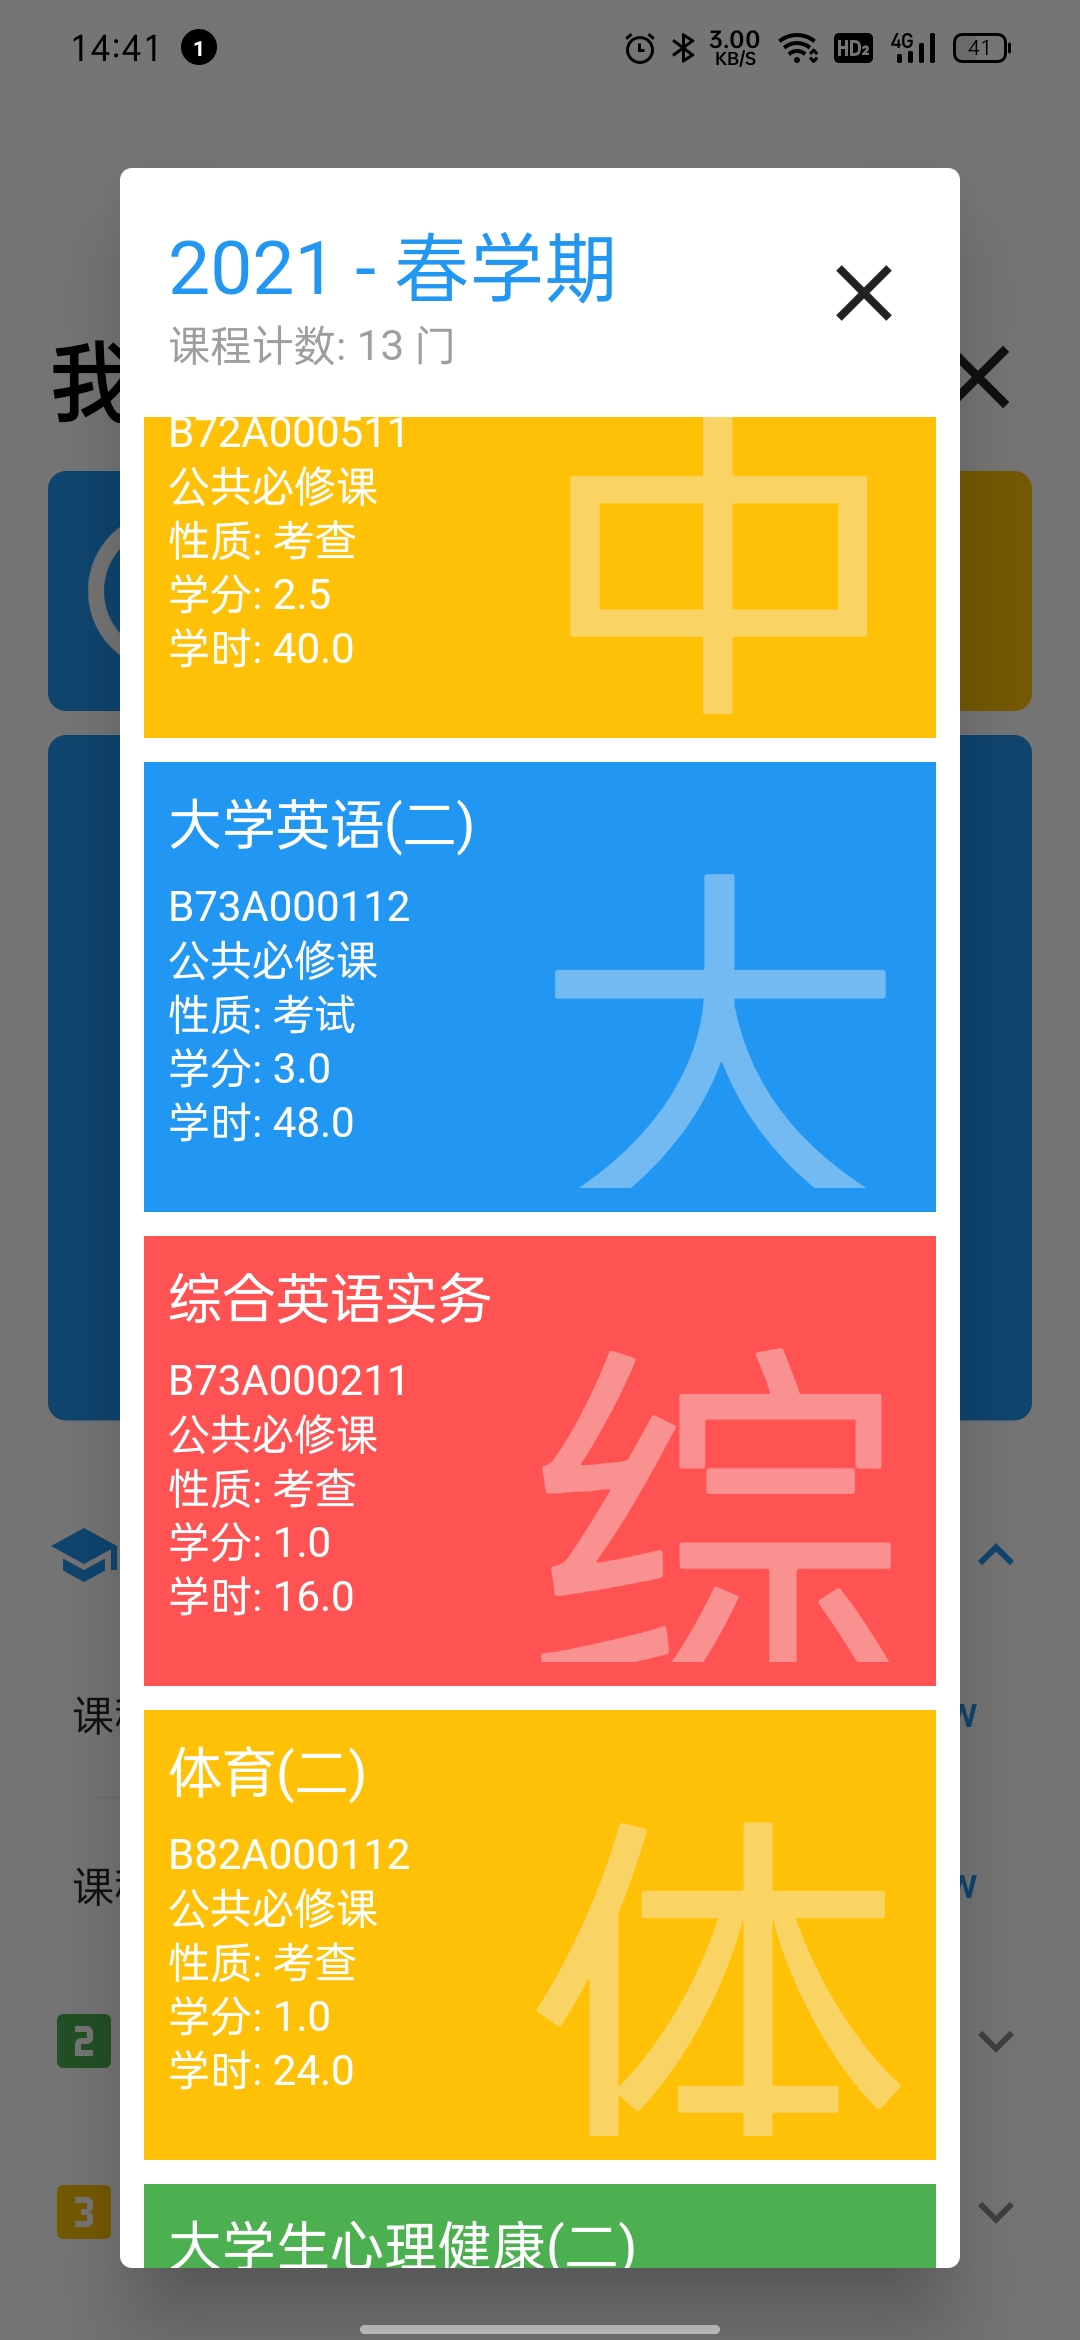 14:41
1
3.00
KB/S
HD2
4G
41
2021 - 春学期
课程计数: 13 门
我
B72A000511
公共必修课
性质: 考查
学分: 2.5
学时: 40.0
中
大学英语(二)
B73A000112
公共必修课
性质: 考试
学分: 3.0
学时: 48.0
大
综合英语实务
B73A000211
公共必修课
性质: 考查
学分: 1.0
学时: 16.0
综
体育(二)
B82A000112
公共必修课
性质: 考查
学分: 1.0
学时: 24.0
体
课
课
2
3
大学生心理健康(二)